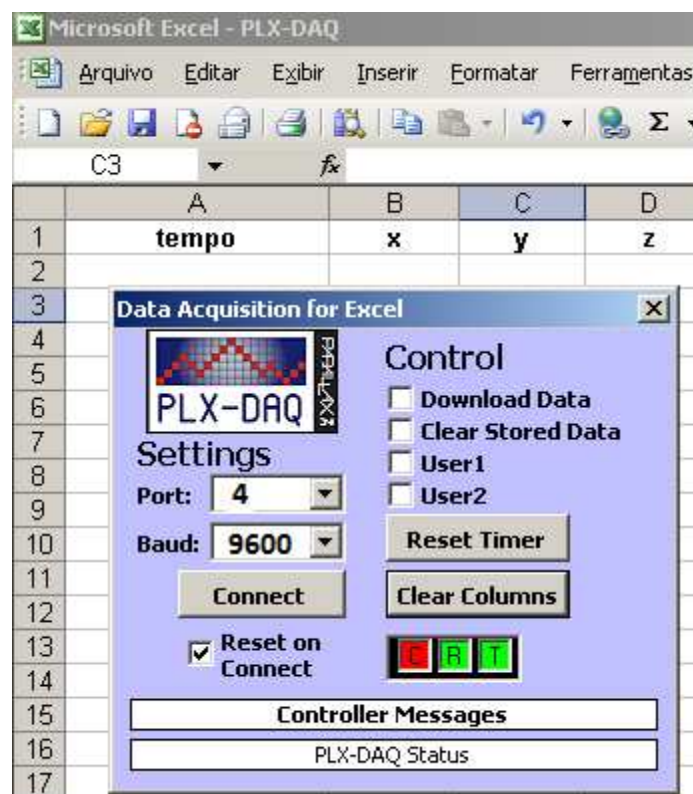 Microsoft Excel - PLX-DAQ
Arquivo Editar Exibir Inserir Formatar Ferramentas
C3 fx
A B C D
1 tempo x y z
2
3
4
5
6
7
8
9
10
11
12
13
14
15
16
17
Data Acquisition for Excel
PLX-DAQ
PARALLAX
Settings
Port: 4
Baud: 9600
Connect
Reset on
Connect
Control
Download Data
Clear Stored Data
User1
User2
Reset Timer
Clear Columns
C R T
Controller Messages
PLX-DAQ Status